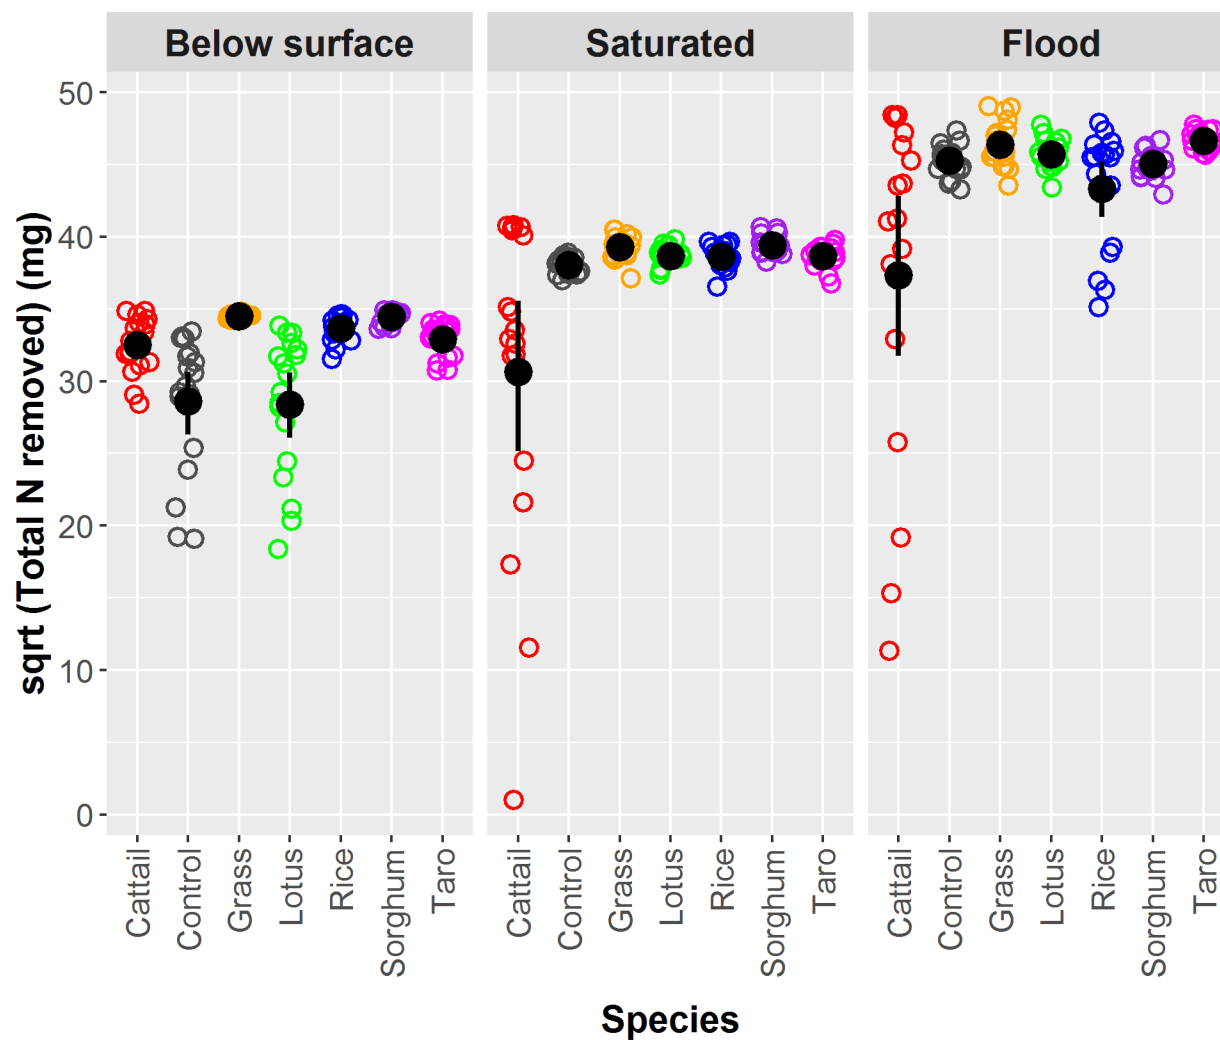 Below surface
Saturated
Flood
sqrt (Total N removed) (mg)
50
40
30
20
10
0
Cattail
Control
Grass
Lotus
Rice
Sorghum
Taro
Cattail
Control
Grass
Lotus
Rice
Sorghum
Taro
Cattail
Control
Grass
Lotus
Rice
Sorghum
Taro
Species